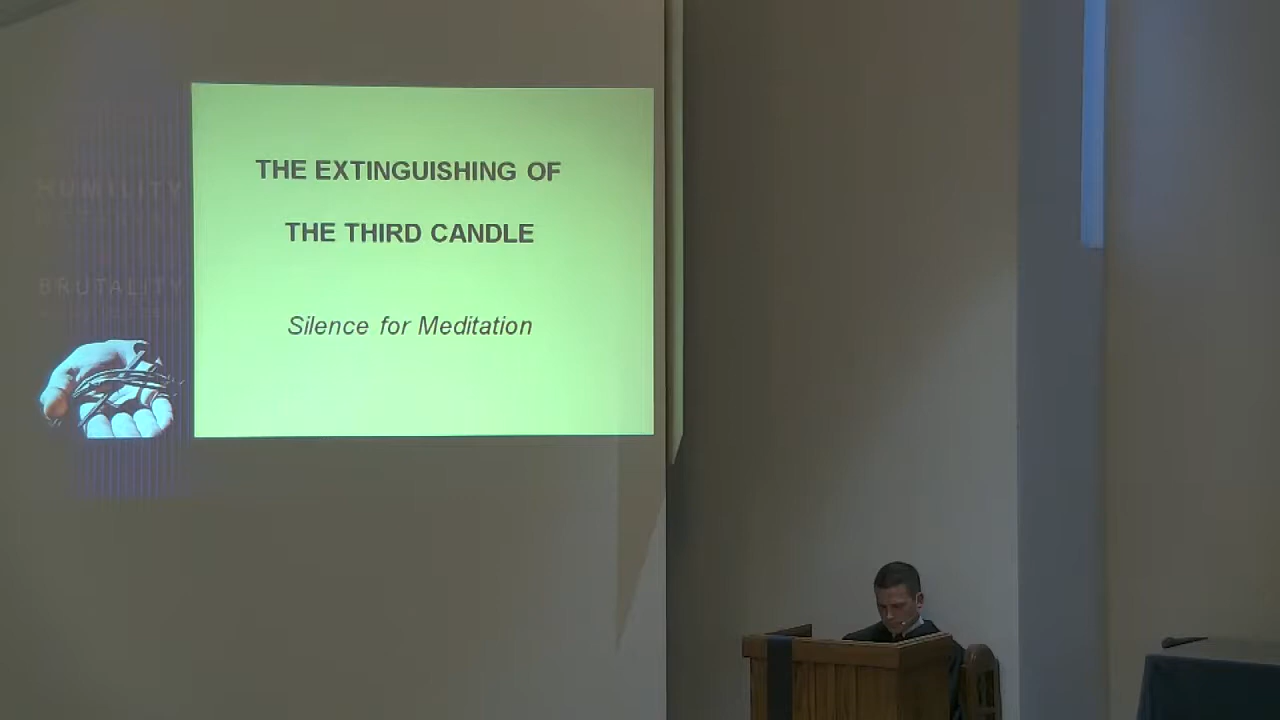 HUMILITY
BRUTALITY
THE EXTINGUISHING OF
THE THIRD CANDLE
Silence for Meditation